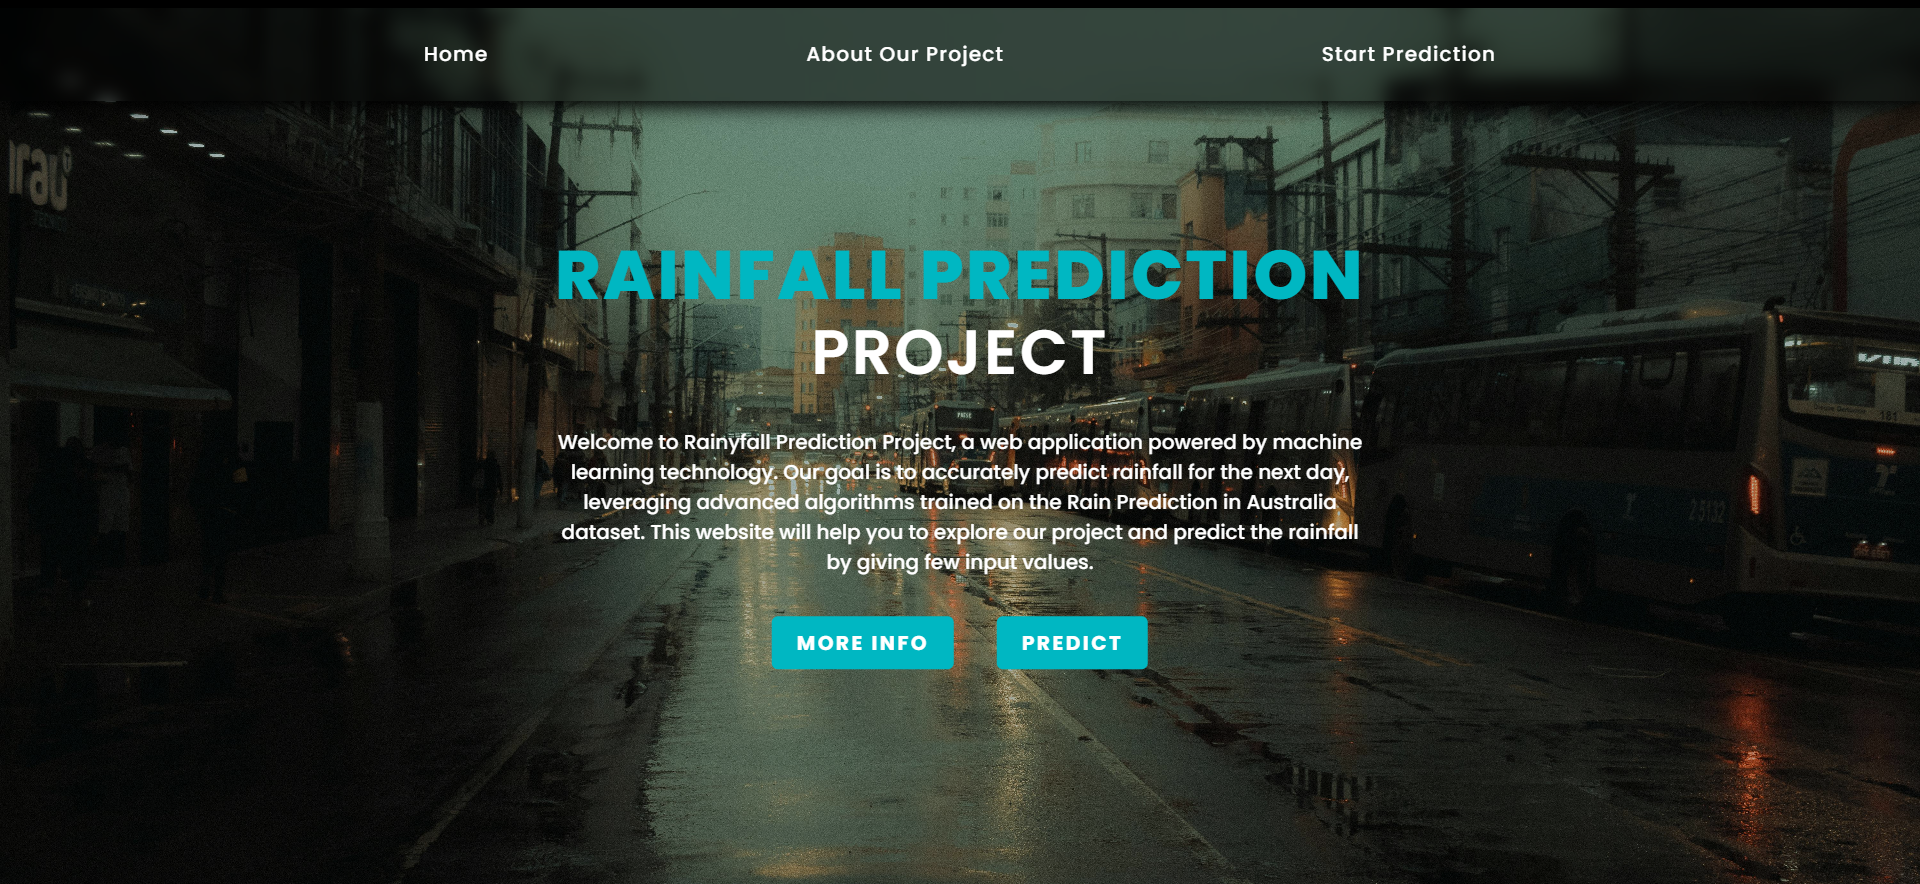 Home
About Our Project
Start Prediction
rau
RAINFALL PREDICTION
PROJECT
Welcome to Rainyfall Prediction Project, a web application powered by machine
learning technology. Our goal is to accurately predict rainfall for the next day,
leveraging advanced algorithms trained on the Rain Prediction in Australia
dataset. This website will help you to explore our project and predict the rainfall
by giving few input values.
181
MORE INFO
PREDICT